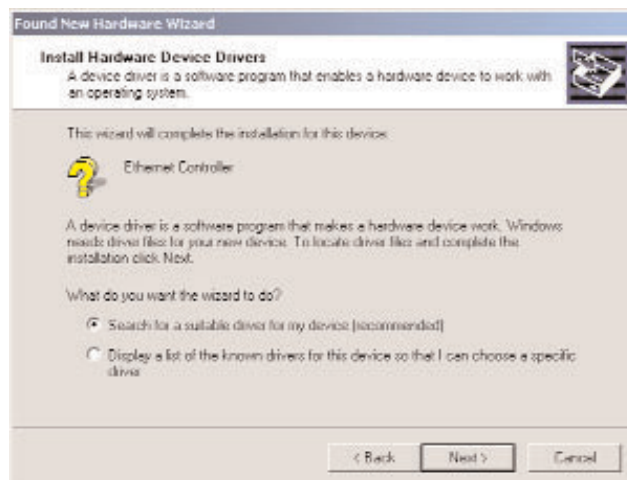 Found New Hardware Wizard
Install Hardware Device Drivers
A device driver is a software program that enables a hardware device to work with
an operating system.
This wizard will complete the installation for this device:
Ethernet Controller
A device driver is a software program that makes a hardware device work. Windows
needs driver files for your new device. To locate driver files and complete the
installation click Next.
What do you want the wizard to do?
Search for a suitable driver for my device (recommended)
Display a list of the known drivers for this device so that I can choose a specific
driver
< Back
Next >
Cancel